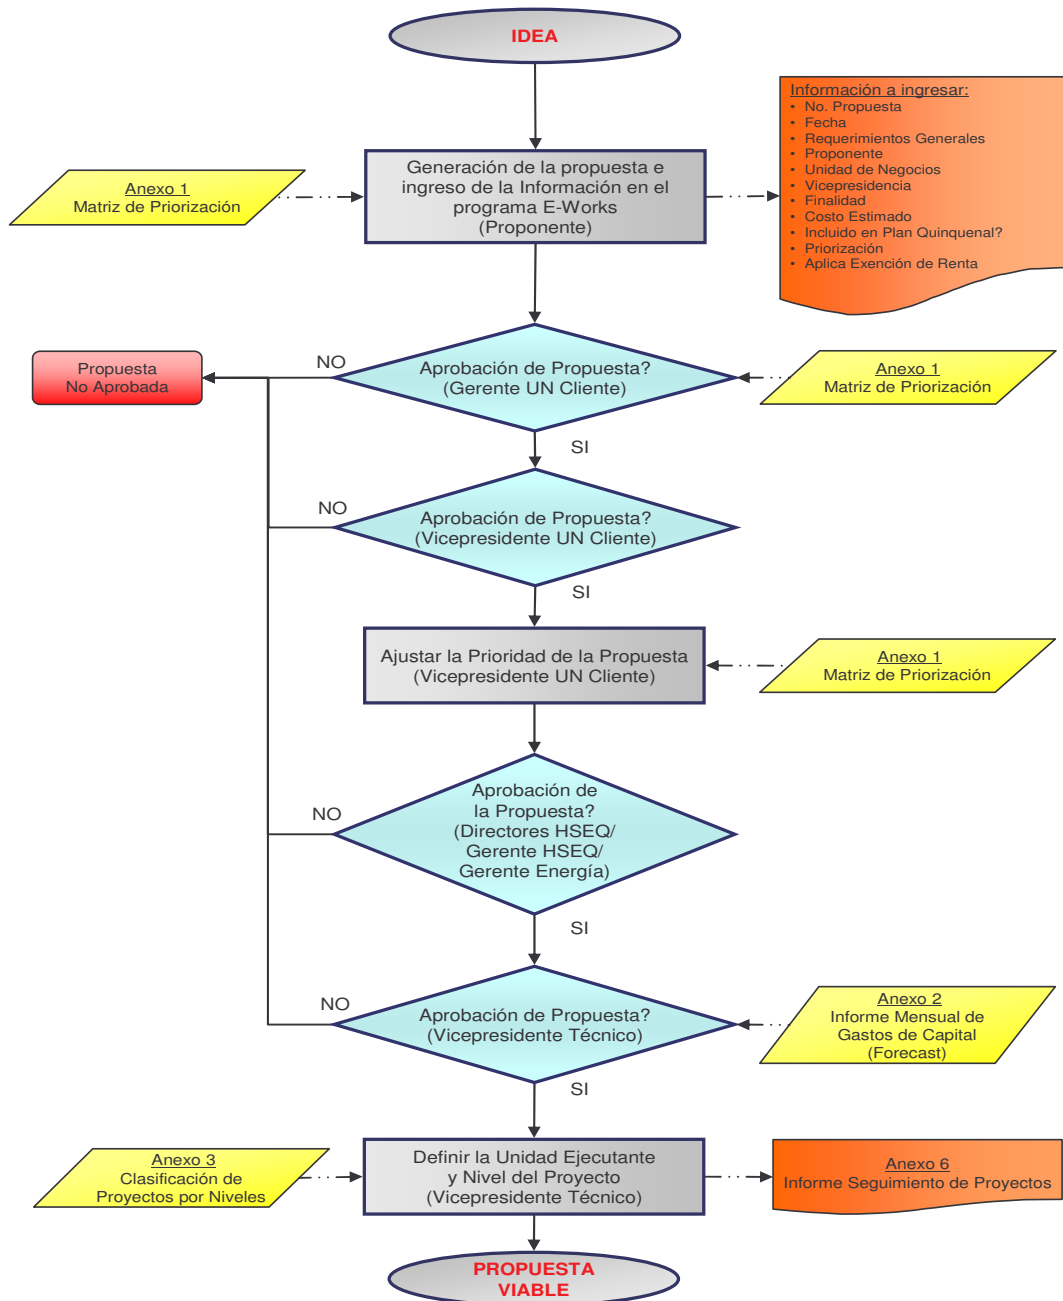 IDEA
Generación de la propuesta e
ingreso de la Información en el
programa E-Works
(Proponente)
Anexo 1
Matriz de Priorización
Información a ingresar:
• No. Propuesta
• Fecha
• Requerimientos Generales
• Proponente
• Unidad de Negocios
• Vicepresidencia
• Finalidad
• Costo Estimado
• Incluido en Plan Quinquenal?
• Priorización
• Aplica Exención de Renta
Propuesta
No Aprobada
NO
Aprobación de Propuesta?
(Gerente UN Cliente)
Anexo 1
Matriz de Priorización
SI
NO
Aprobación de Propuesta?
(Vicepresidente UN Cliente)
SI
Ajustar la Prioridad de la Propuesta
(Vicepresidente UN Cliente)
Anexo 1
Matriz de Priorización
NO
Aprobación de
la Propuesta?
(Directores HSEQ/
Gerente HSEQ/
Gerente Energía)
SI
NO
Aprobación de Propuesta?
(Vicepresidente Técnico)
Anexo 2
Informe Mensual de
Gastos de Capital
(Forecast)
SI
Anexo 3
Clasificación de
Proyectos por Niveles
Definir la Unidad Ejecutante
y Nivel del Proyecto
(Vicepresidente Técnico)
Anexo 6
Informe Seguimiento de Proyectos
PROPUESTA
VIABLE